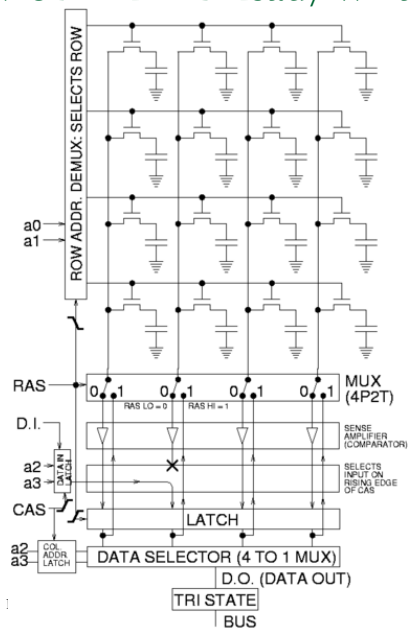 ROW ADDR. DEMUX: SELECTS ROW
a0
a1
RAS
0 1 0 1 0 1 0 1
MUX
(4P2T)
RAS LO = 0 RAS HI = 1
D.I.
SENSE
AMPLIFIER
(COMPARATOR)
DATA IN
LATCH
a2
a3
SELECTS
INPUT ON
RISING EDGE
OF CAS
CAS
LATCH
COL.
ADDR.
LATCH
a2
a3
DATA SELECTOR (4 TO 1 MUX)
D.O. (DATA OUT)
TRI STATE
BUS